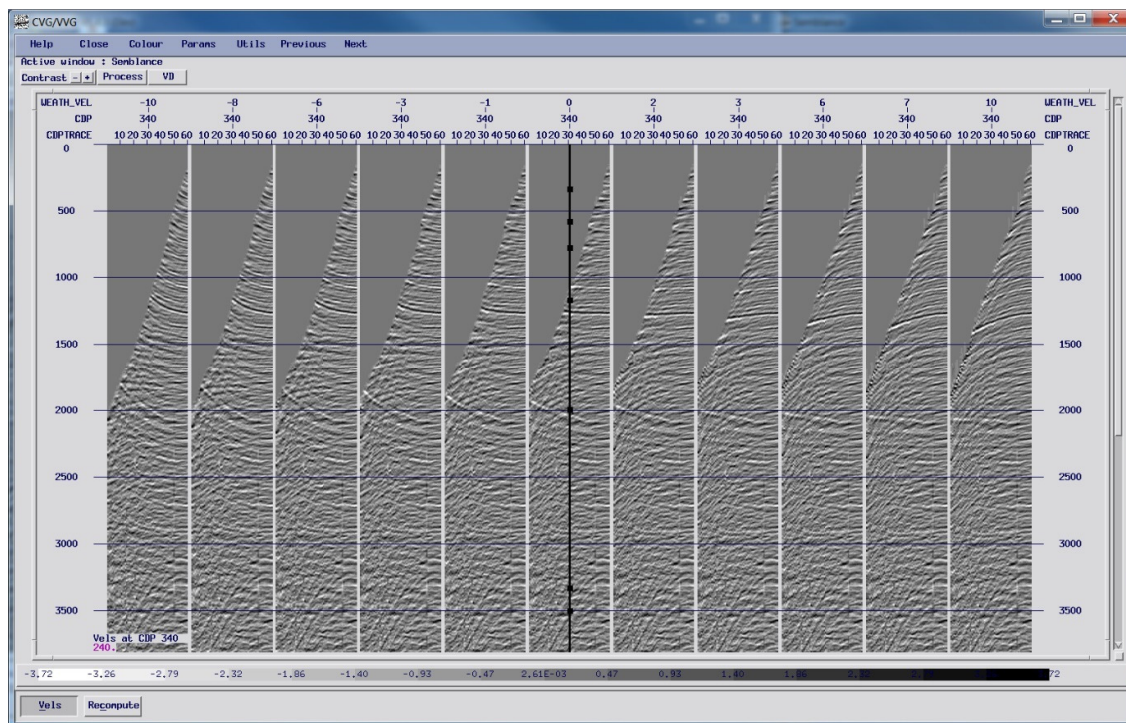 CVG/VVG
Help Close Colour Params Utils Previous Next
Active window : Semblance
Contrast - + Process VD
WEATH_VEL -10 -8 -6 -3 -1 0 2 3 6 7 10 WEATH_VEL
CDP 340 340 340 340 340 340 340 340 340 340 340 CDP
CDPTRACE 10 20 30 40 50 60 10 20 30 40 50 60 10 20 30 40 50 60 10 20 30 40 50 60 10 20 30 40 50 60 10 20 30 40 50 60 10 20 30 40 50 60 10 20 30 40 50 60 10 20 30 40 50 60 10 20 30 40 50 60 10 20 30 40 50 60 CDPTRACE
0 0
500 500
1000 1000
1500 1500
2000 2000
2500 2500
3000 3000
3500 3500
Vels at CDP 340
240.
-3.72 -3.26 -2.79 -2.32 -1.86 -1.40 -0.93 -0.47 2.61E-03 0.47 0.93 1.40 1.86
Vels Recompute